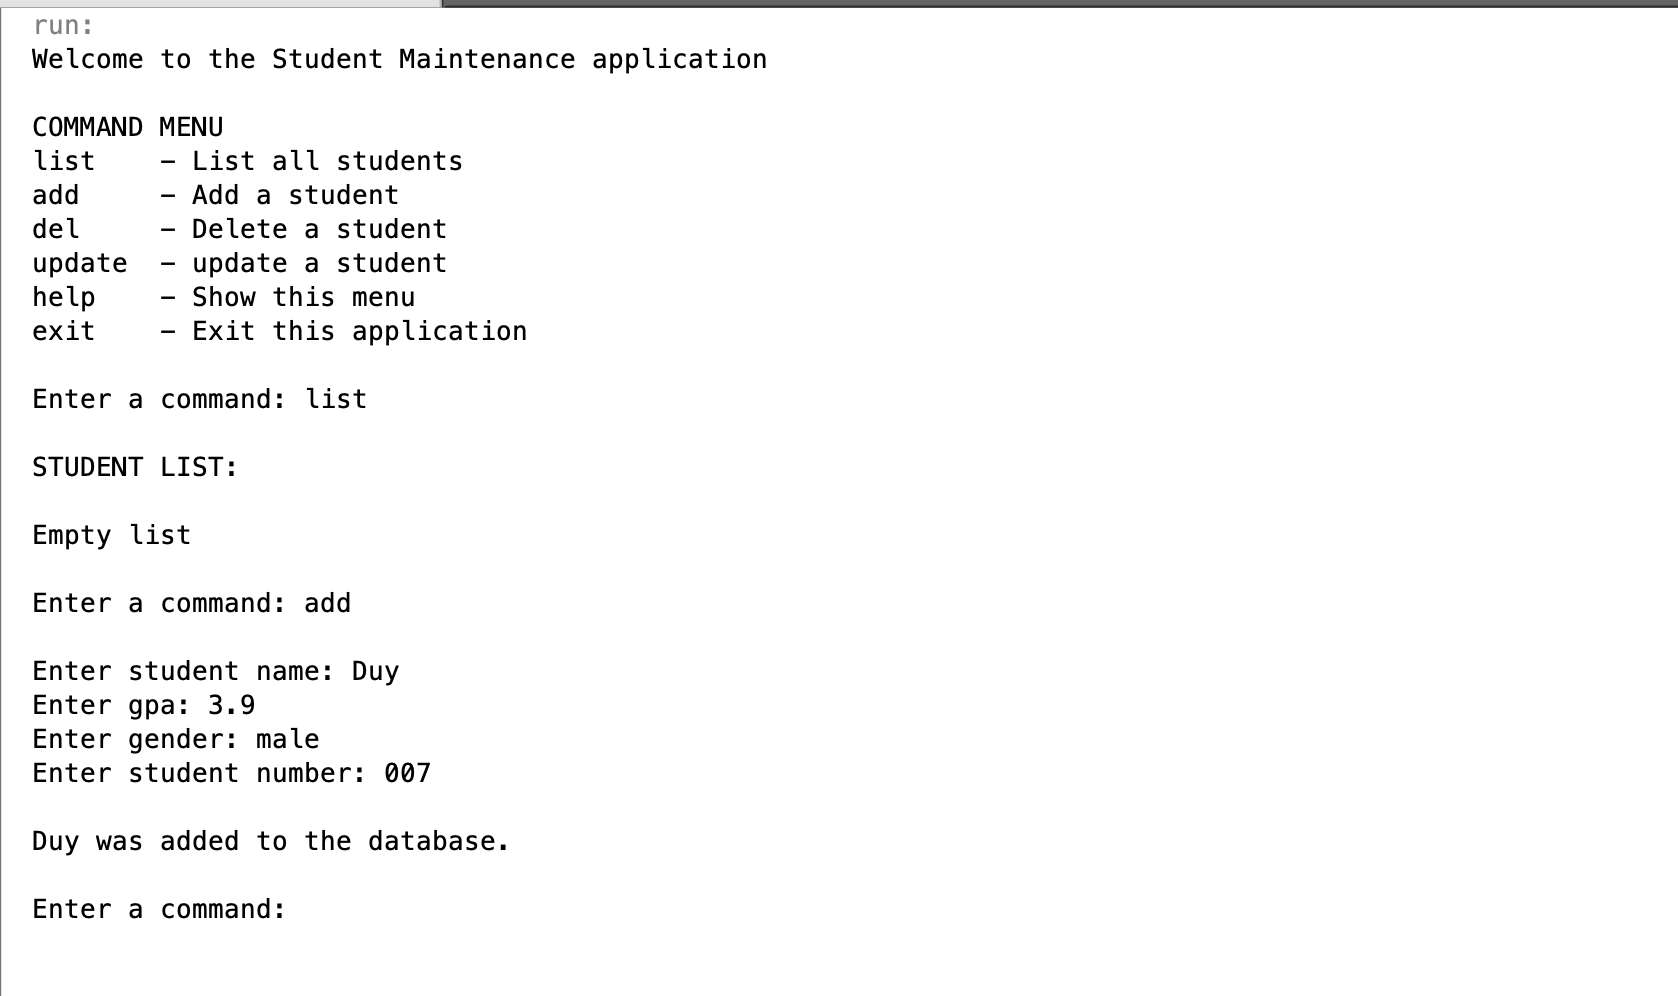 run:
Welcome to the Student Maintenance application
COMMAND MENU
list    – List all students
add     – Add a student
del     – Delete a student
update  – update a student
help    – Show this menu
exit    – Exit this application
Enter a command: list
STUDENT LIST:
Empty list
Enter a command: add
Enter student name: Duy
Enter gpa: 3.9
Enter gender: male
Enter student number: 007
Duy was added to the database.
Enter a command: